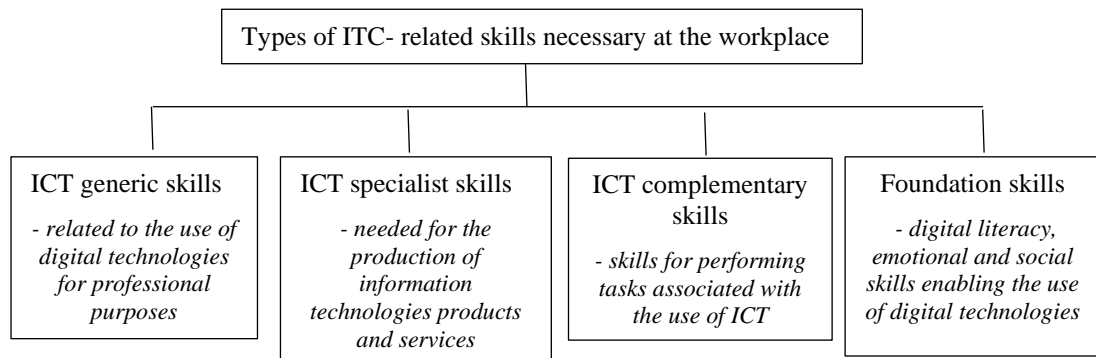 Types of ITC- related skills necessary at the workplace
ICT generic skills
- related to the use of
digital technologies
for professional
purposes
ICT specialist skills
- needed for the
production of
information
technologies products
and services
ICT complementary
skills
- skills for performing
tasks associated with
the use of ICT
Foundation skills
- digital literacy,
emotional and social
skills enabling the use
of digital technologies